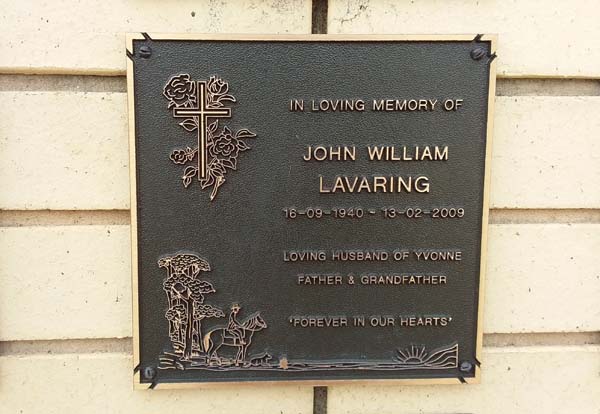 IN LOVING MEMORY OF
JOHN WILLIAM
LAVARING
16-09-1940 - 13-02-2009
LOVING HUSBAND OF YVONNE
FATHER & GRANDFATHER
'FOREVER IN OUR HEARTS'